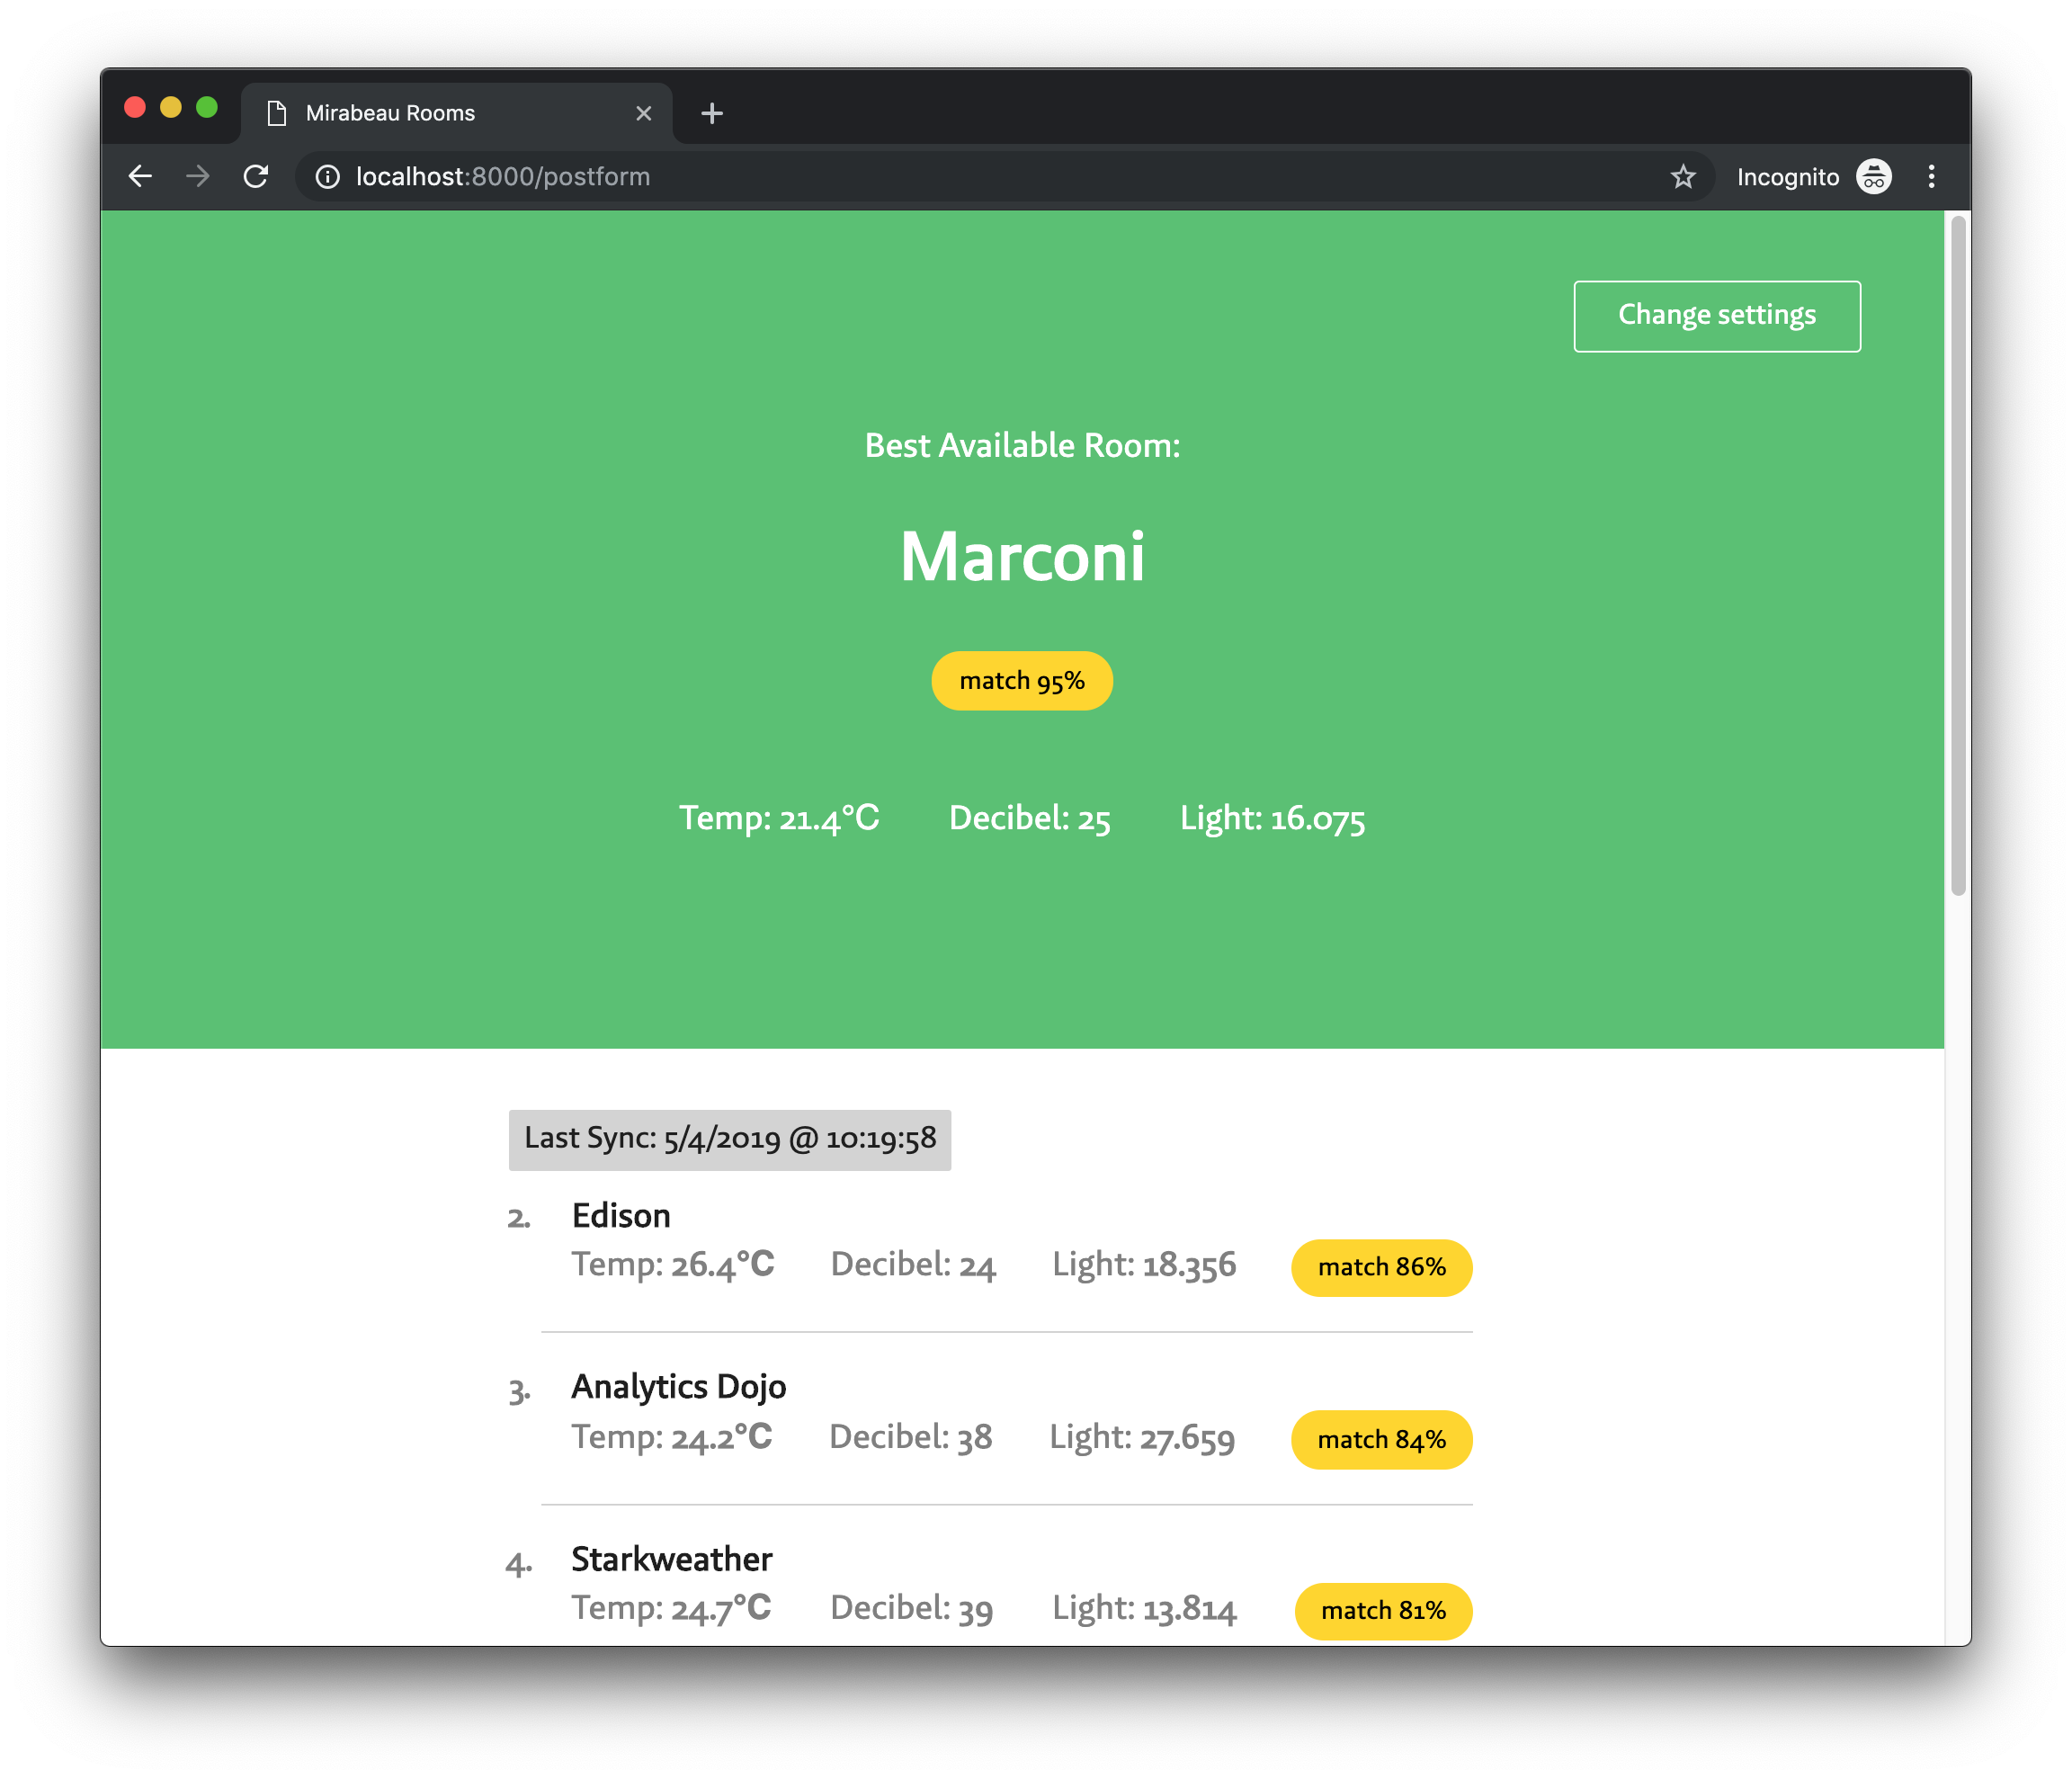 Mirabeau Rooms
localhost:8000/postform
Incognito
Change settings
Best Available Room:
Marconi
match 95%
Temp: 21.4°C Decibel: 25 Light: 16.075
Last Sync: 5/4/2019 @ 10:19:58
2. Edison
Temp: 26.4°C Decibel: 24 Light: 18.356 match 86%
3. Analytics Dojo
Temp: 24.2°C Decibel: 38 Light: 27.659 match 84%
4. Starkweather
Temp: 24.7°C Decibel: 39 Light: 13.814 match 81%